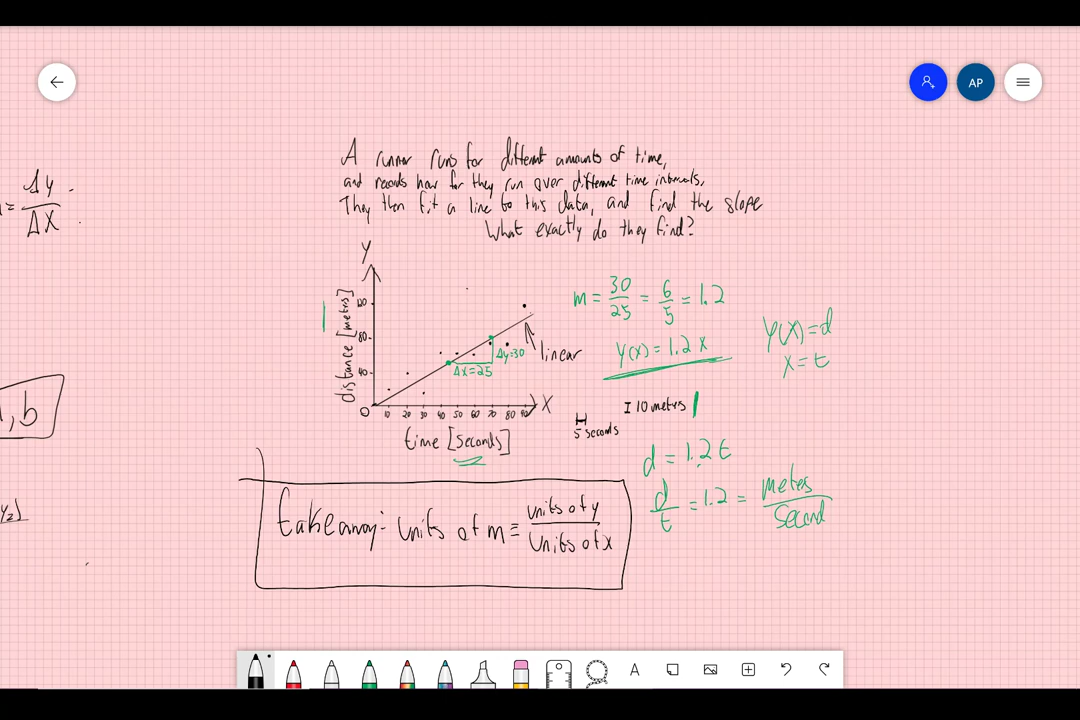 AP
A runner runs for different amounts of time,
and records how far they run over different time intervals.
They then fit a line to this data, and find the slope
What exactly do they find?
= Δy
ΔX
Y
distance [meters]
120
80
40
0
10 20 30 40 50 60 70 80 90
X
time [seconds]
Δx=25
Δy=30
linear
m = 30/25 = 6/5 = 1.2
y(x) = 1.2 x
y(x) = d
x = t
I 10 meters
5 seconds
d = 1.2 t
d/t = 1.2 = meters/second
,b
y₂)
takeaway: units of m = units of y / units of x
A